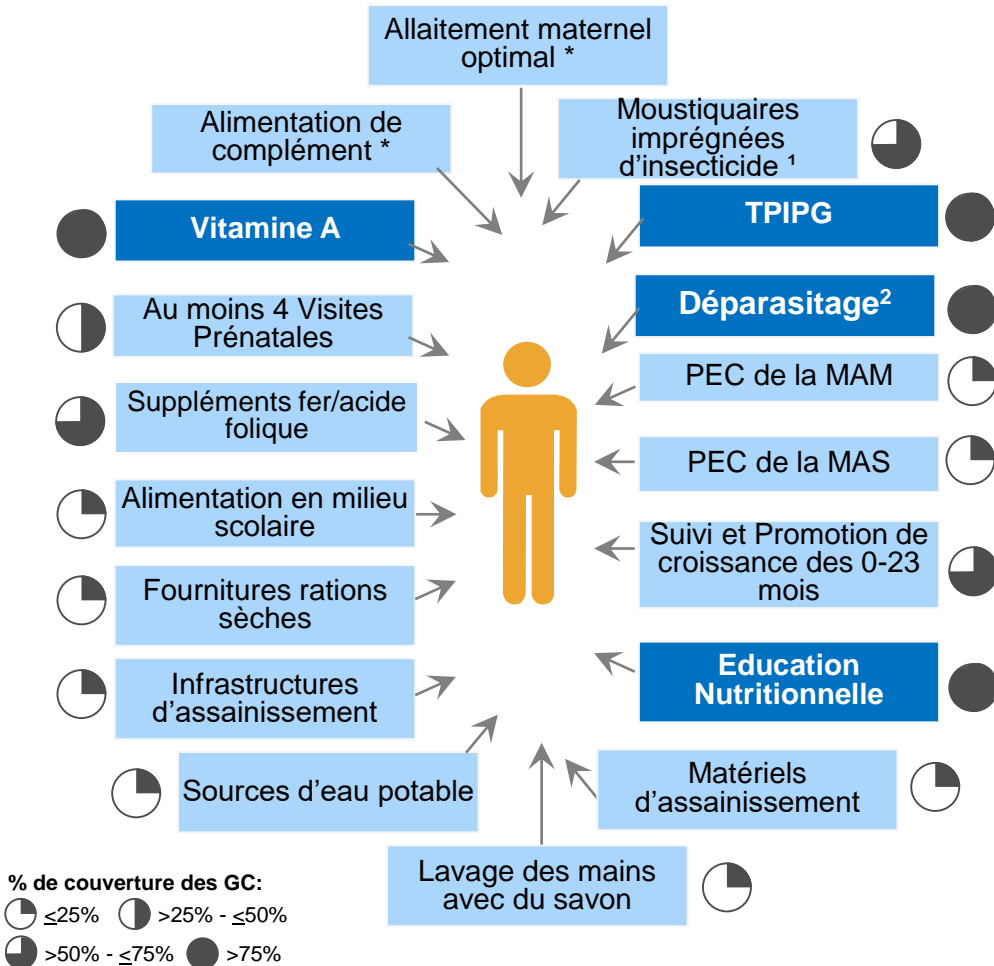 Allaitement maternel
optimal *
Alimentation de
complément *
Moustiquaires
imprégnées
d'insecticide ¹
Vitamine A
TPIPG
Au moins 4 Visites
Prénatales
Déparasitage²
Suppléments fer/acide
folique
PEC de la MAM
PEC de la MAS
Alimentation en milieu
scolaire
Suivi et Promotion de
croissance des 0-23
mois
Fournitures rations
sèches
Infrastructures
d'assainissement
Education
Nutritionnelle
Sources d'eau potable
Matériels
d'assainissement
Lavage des mains
avec du savon
% de couverture des GC:
≤25% >25% - ≤50%
>50% - ≤75% >75%